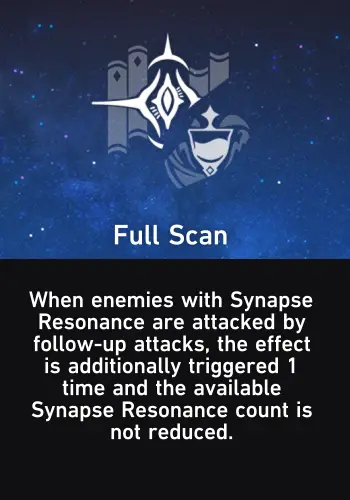 Full Scan
When enemies with Synapse
Resonance are attacked by
follow-up attacks, the effect
is additionally triggered 1
time and the available
Synapse Resonance count is
not reduced.